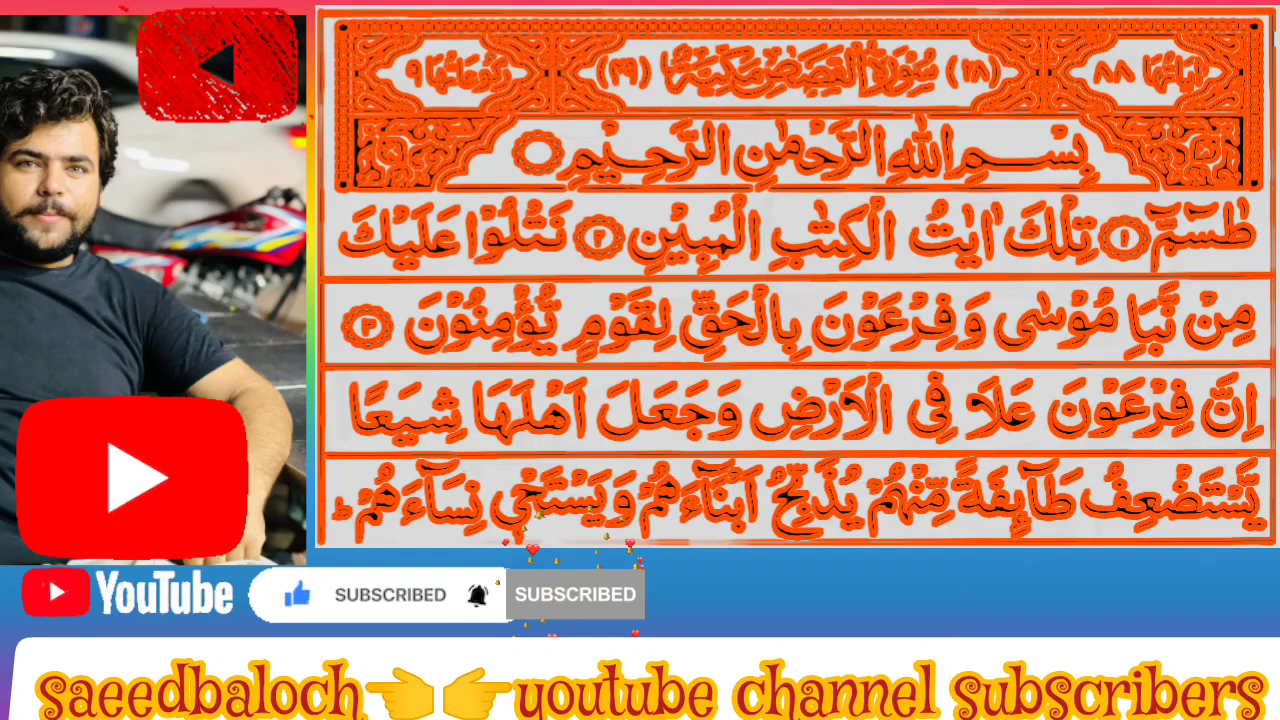 اٰیَاتُهَا ٨٨ (٢٨) سُوْرَةُ الْقَصَصِ مَكِّيَّةٌ (٤٩) رُكُوْعَاتُهَا ٩
بِسْمِ اللّٰهِ الرَّحْمٰنِ الرَّحِيْمِ
طٰسٓمّٓ ١ تِلْكَ اٰيٰتُ الْكِتٰبِ الْمُبِيْنِ ٢ نَتْلُوْا عَلَيْكَ
مِنْ نَّبَاِ مُوْسٰى وَفِرْعَوْنَ بِالْحَقِّ لِقَوْمٍ يُّؤْمِنُوْنَ ٣
اِنَّ فِرْعَوْنَ عَلَا فِى الْاَرْضِ وَجَعَلَ اَهْلَهَا شِيَعًا
يَّسْتَضْعِفُ طَآئِفَةً مِّنْهُمْ يُذَبِّحُ اَبْنَآءَهُمْ وَيَسْتَحْيٖ نِسَآءَهُمْ ؕ
YouTube SUBSCRIBED SUBSCRIBED
saeedbaloch 👈👉 youtube channel subscribers